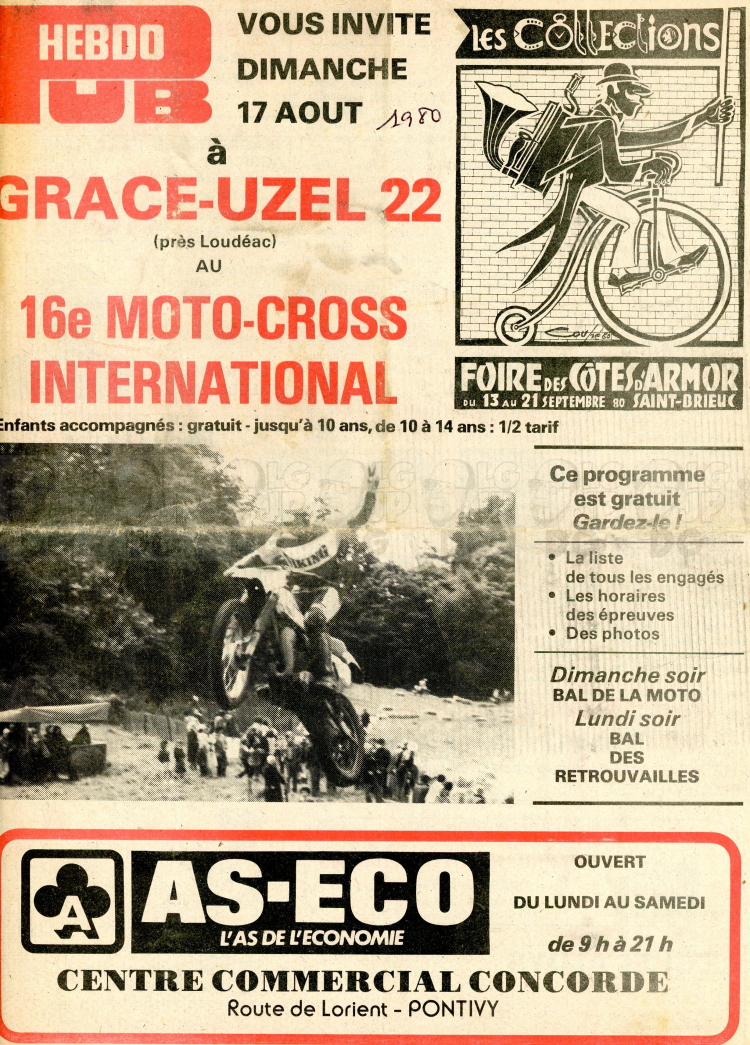 HEBDO
PUB
VOUS INVITE
DIMANCHE
17 AOUT 1980
à
GRACE-UZEL 22
(près Loudéac)
AU
16e MOTO-CROSS
INTERNATIONAL
Enfants accompagnés : gratuit - jusqu'à 10 ans, de 10 à 14 ans : 1/2 tarif
LES COLLECTIONS
FOIRE DES CÔTES D'ARMOR
DU 13 AU 21 SEPTEMBRE 80 SAINT-BRIEUC
VIKING
Ce programme
est gratuit
Gardez-le !
• La liste
de tous les engagés
• Les horaires
des épreuves
• Des photos
Dimanche soir
BAL DE LA MOTO
Lundi soir
BAL
DES
RETROUVAILLES
A
AS-ECO
L'AS DE L'ECONOMIE
OUVERT
DU LUNDI AU SAMEDI
de 9 h à 21 h
CENTRE COMMERCIAL CONCORDE
Route de Lorient - PONTIVY